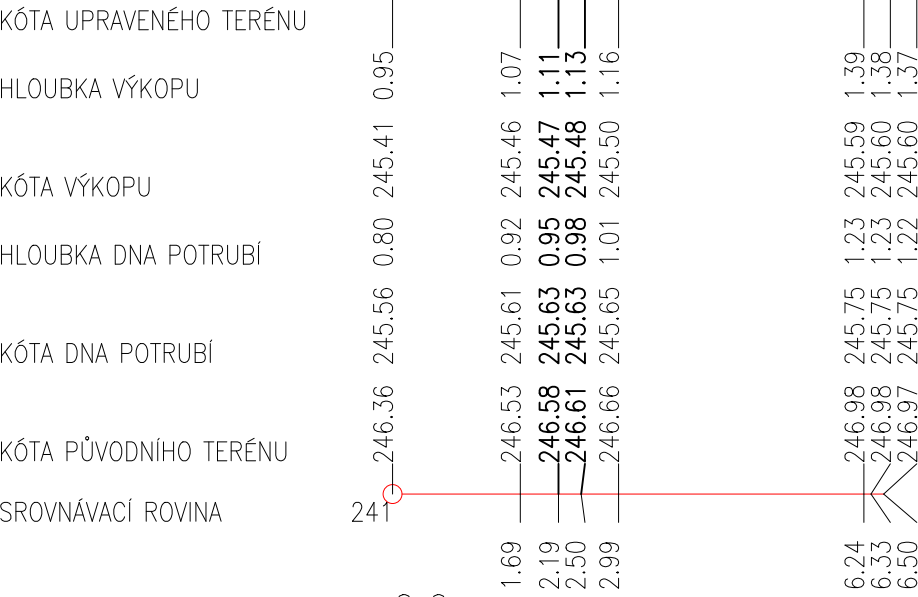 KÓTA UPRAVENÉHO TERÉNU
HLOUBKA VÝKOPU 0.95 1.07 1.11 1.13 1.16 1.39 1.38 1.37
KÓTA VÝKOPU 245.41 245.46 245.47 245.48 245.50 245.59 245.60 245.60
HLOUBKA DNA POTRUBÍ 0.80 0.92 0.95 0.98 1.01 1.23 1.23 1.22
KÓTA DNA POTRUBÍ 245.56 245.61 245.63 245.63 245.65 245.75 245.75 245.75
KÓTA PŮVODNÍHO TERÉNU 246.36 246.53 246.58 246.61 246.66 246.98 246.98 246.97
SROVNÁVACÍ ROVINA 241
1.69 2.19 2.50 2.99 6.24 6.33 6.50